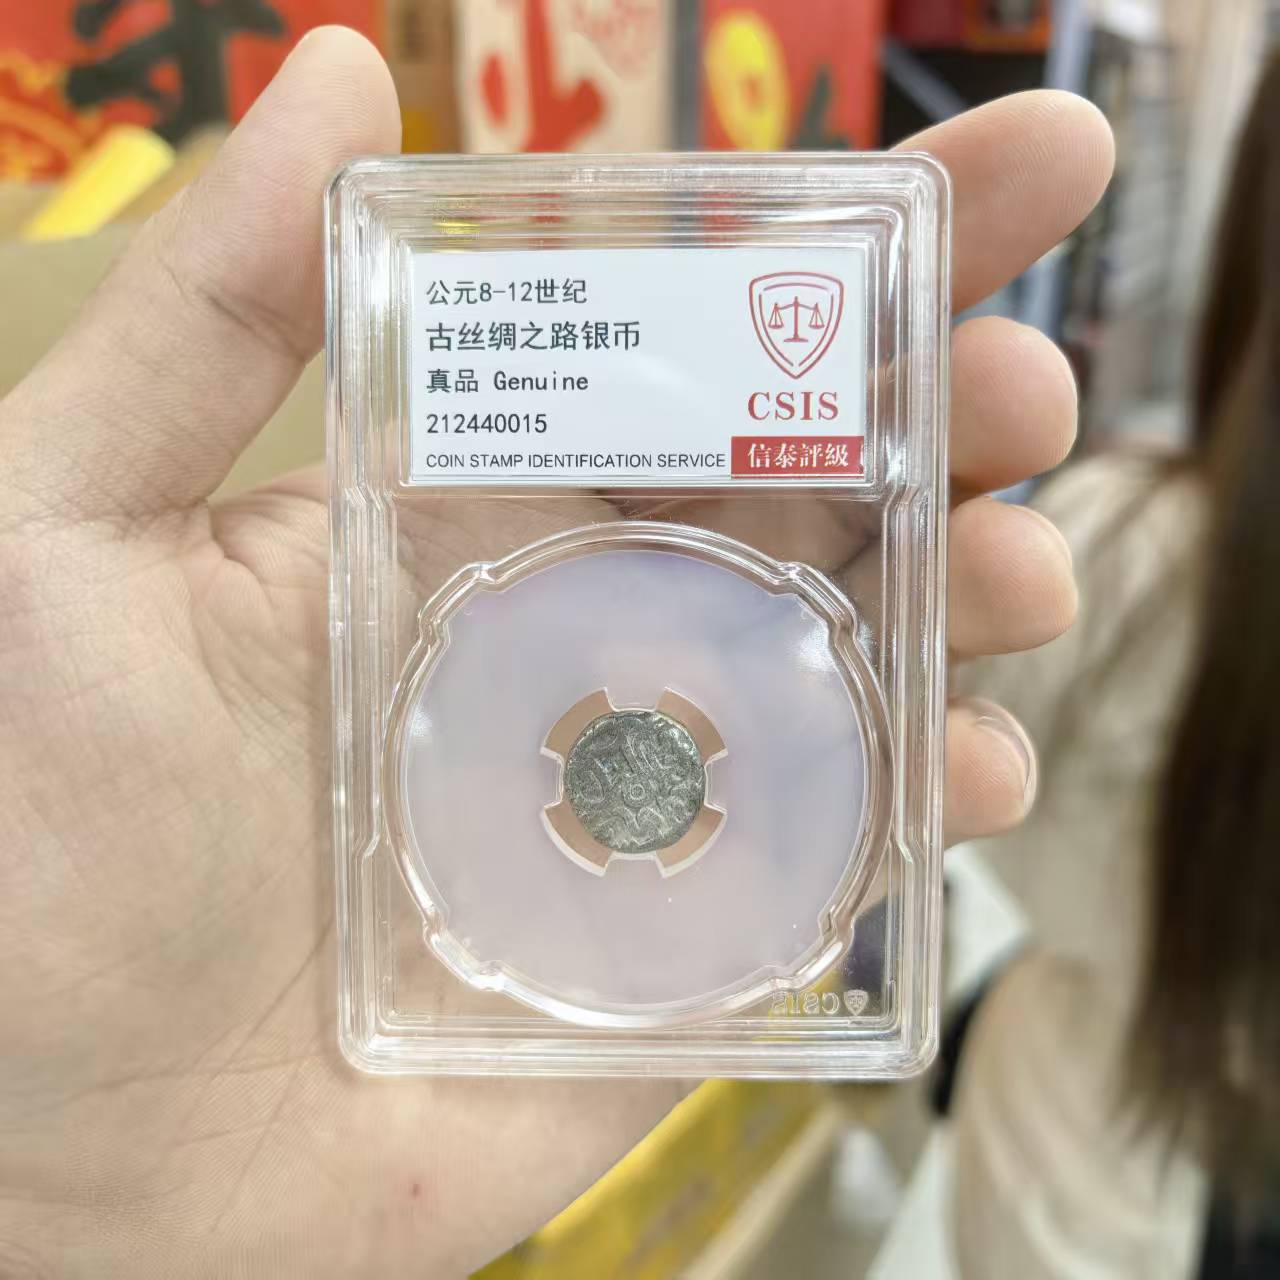 公元8-12世纪
古丝绸之路银币
真品 Genuine
212440015
COIN STAMP IDENTIFICATION SERVICE
CSIS
信泰評級
CSIS